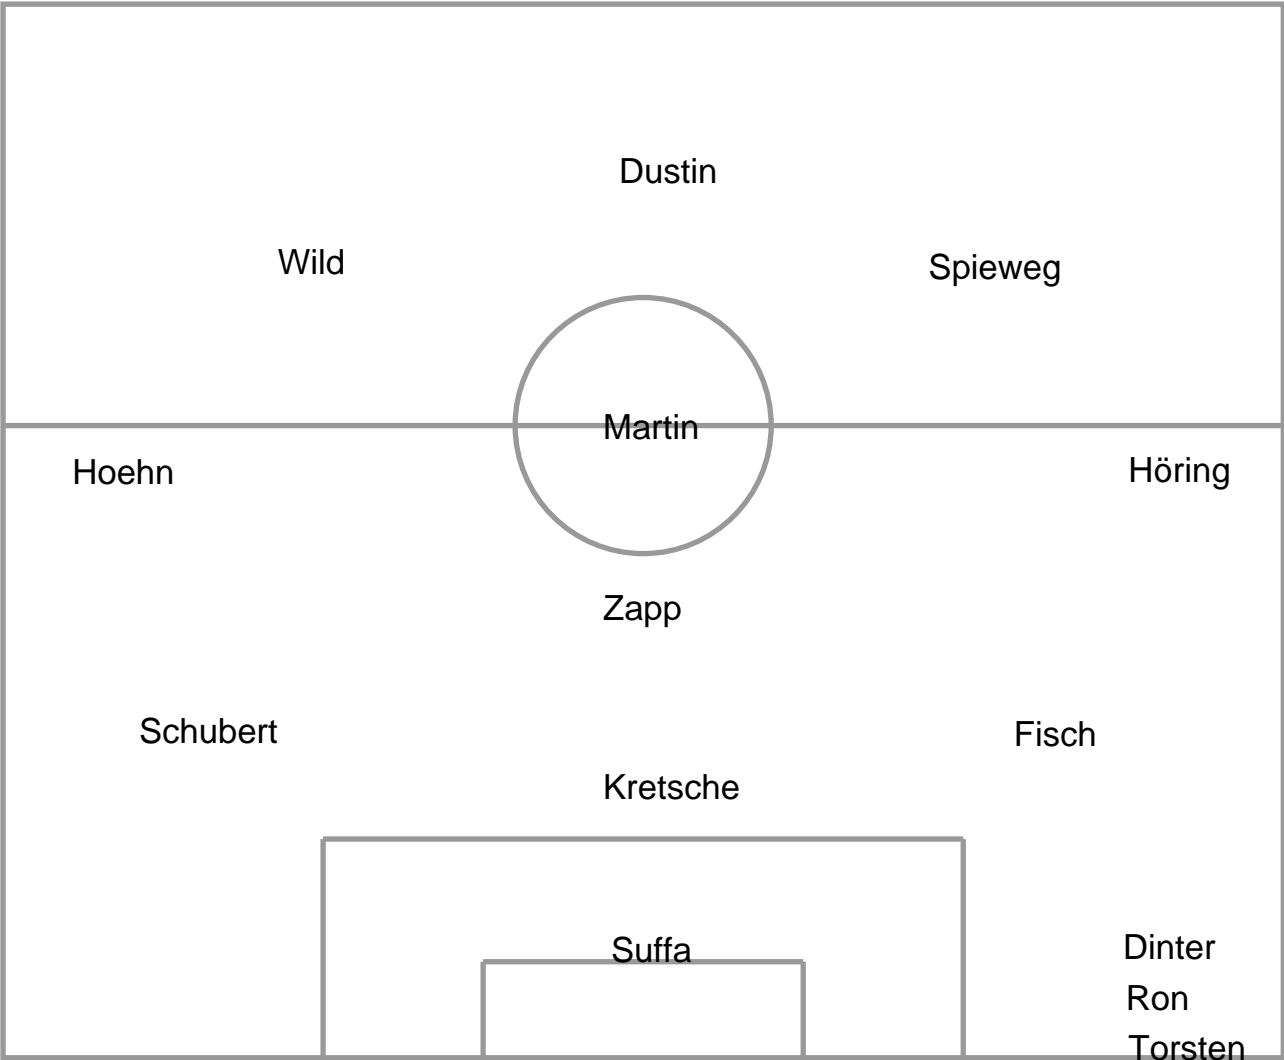 Dustin
Wild
Spieweg
Martin
Hoehn
Höring
Zapp
Schubert
Fisch
Kretsche
Suffa
Dinter
Ron
Torsten